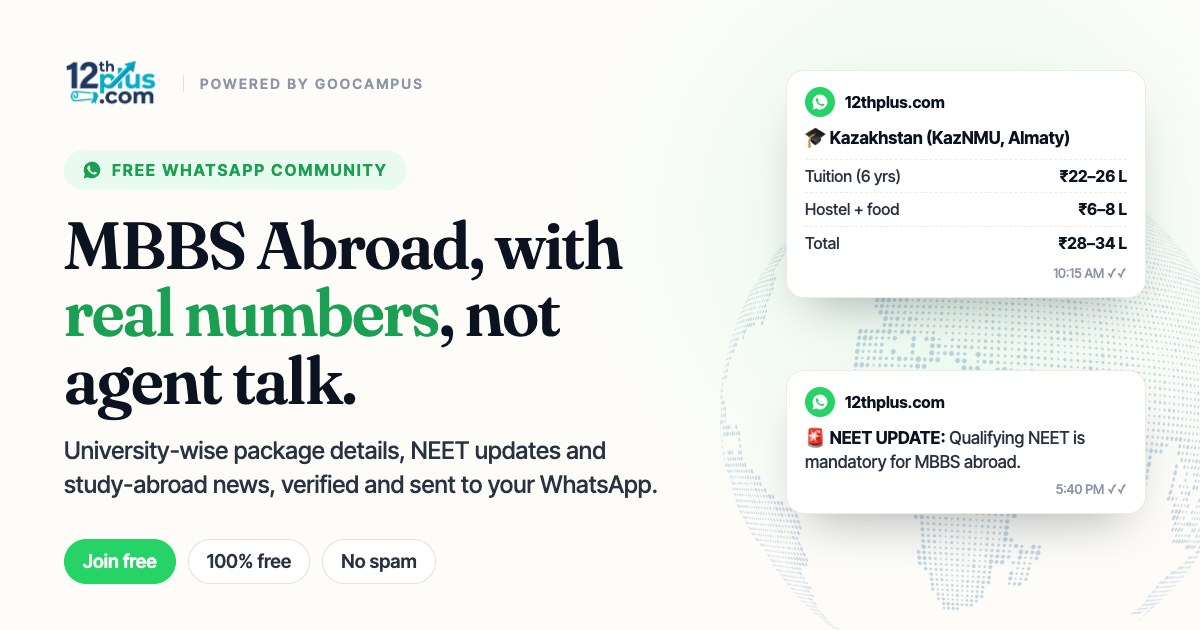 12th plus .com
POWERED BY GOOCAMPUS
FREE WHATSAPP COMMUNITY
MBBS Abroad, with
real numbers, not
agent talk.
University-wise package details, NEET updates and
study-abroad news, verified and sent to your WhatsApp.
Join free
100% free
No spam
12thplus.com
🎓 Kazakhstan (KazNMU, Almaty)
Tuition (6 yrs) ₹22–26 L
Hostel + food ₹6–8 L
Total ₹28–34 L
10:15 AM ✓✓
12thplus.com
🚨 NEET UPDATE: Qualifying NEET is
mandatory for MBBS abroad.
5:40 PM ✓✓